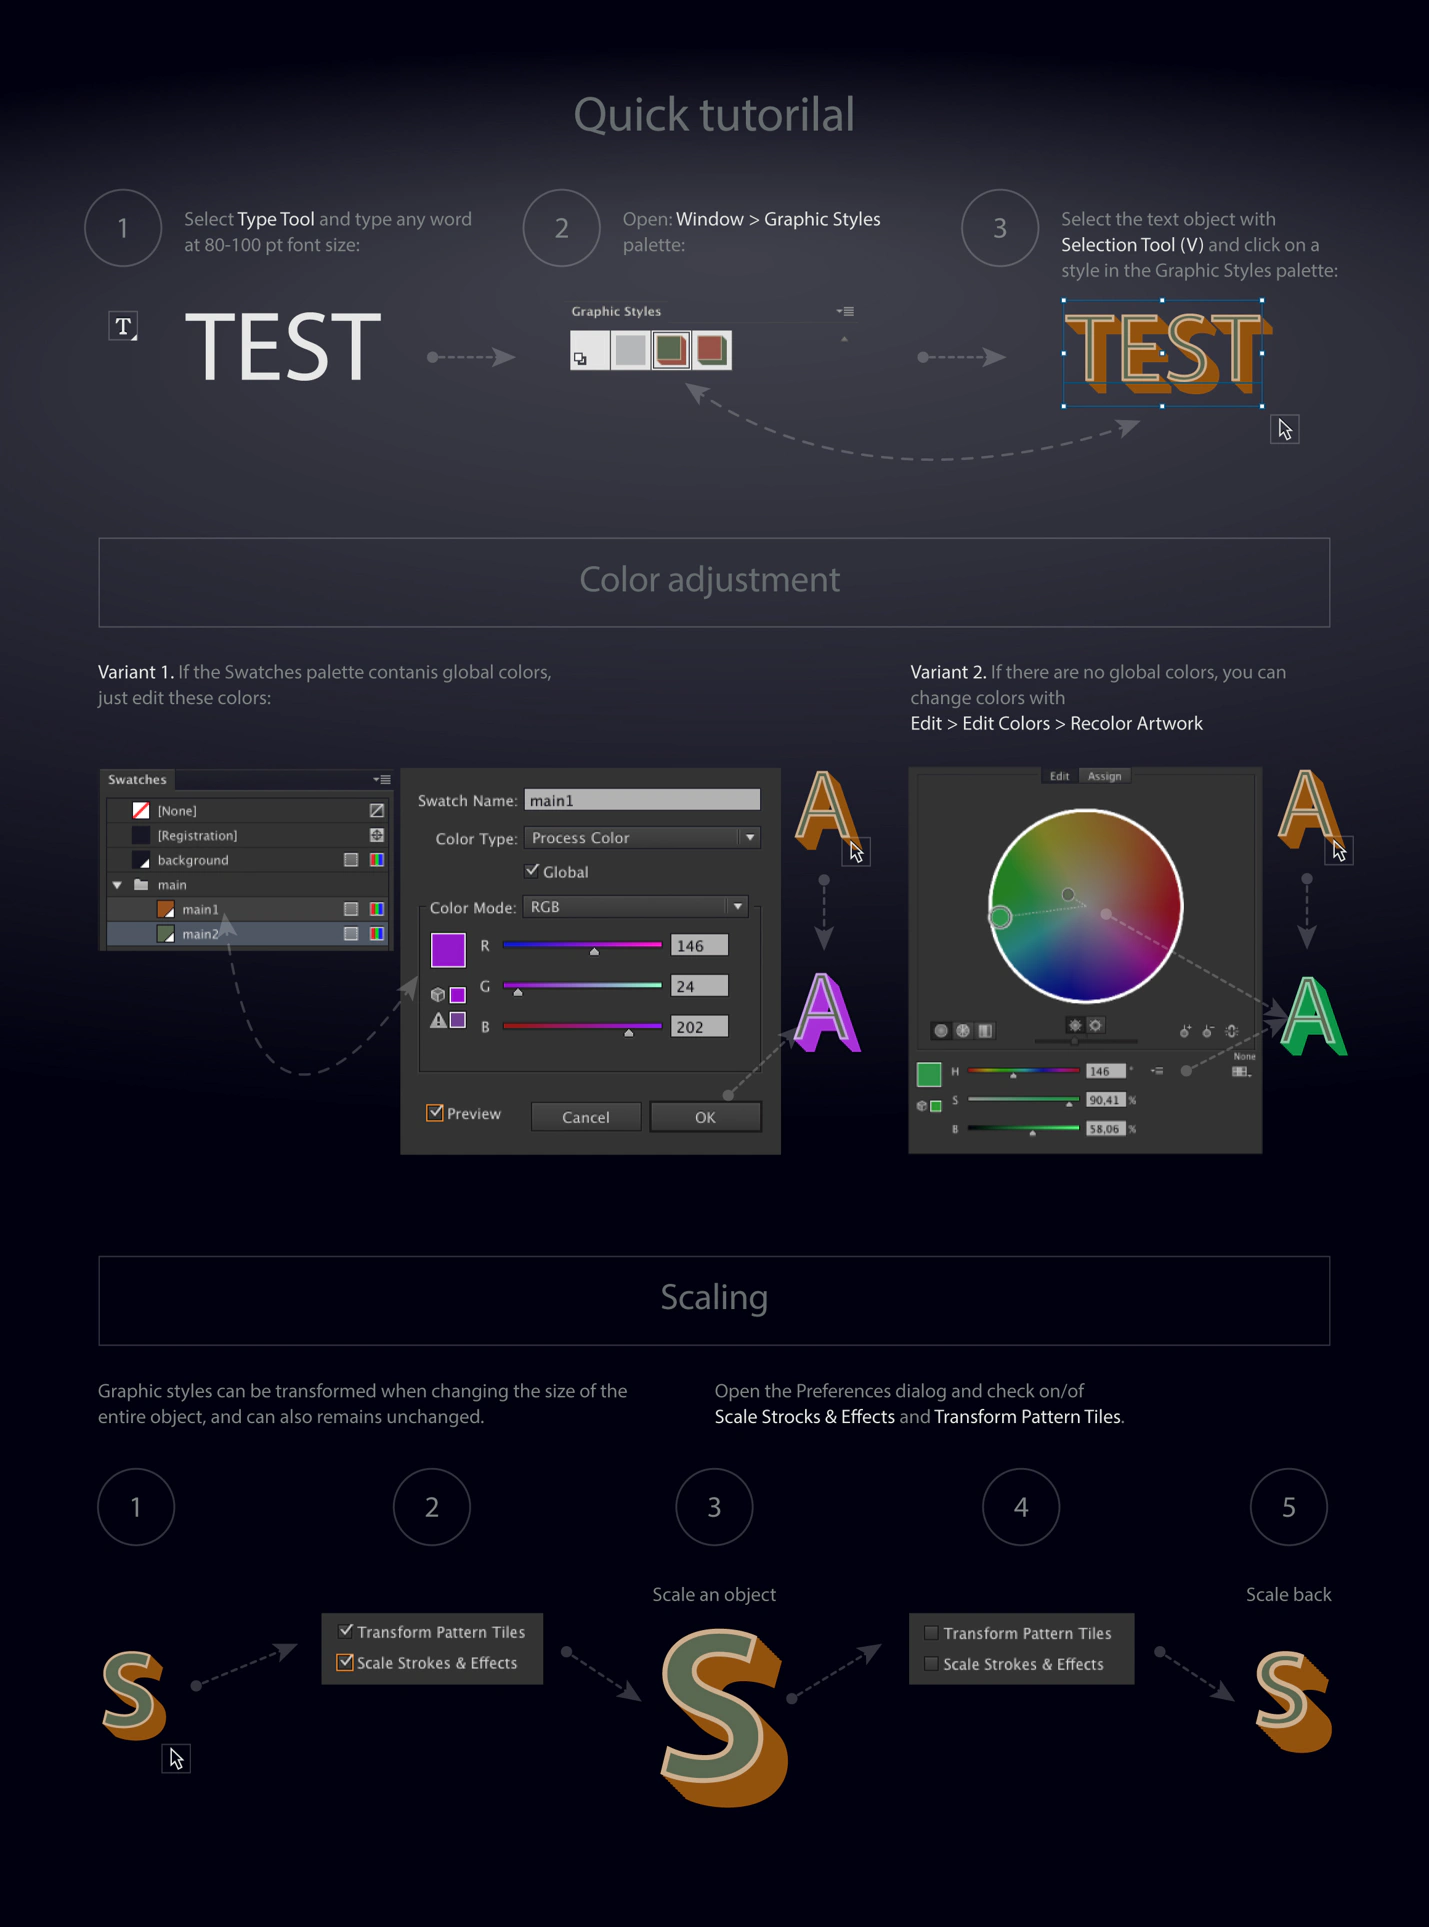 Quick tutorilal
1
Select Type Tool and type any word
at 80-100 pt font size:
2
Open: Window > Graphic Styles
palette:
3
Select the text object with
Selection Tool (V) and click on a
style in the Graphic Styles palette:
T
TEST
Graphic Styles
TEST
Color adjustment
Variant 1. If the Swatches palette contanis global colors,
just edit these colors:
Variant 2. If there are no global colors, you can
change colors with
Edit > Edit Colors > Recolor Artwork
Swatches
[None]
[Registration]
background
main
main1
main2
Swatch Name: main1
Color Type: Process Color
Global
Color Mode: RGB
R 146
G 24
B 202
Preview
Cancel
OK
A
A
Edit Assign
None
H 146 °
S 90,41 %
B 58,06 %
A
A
Scaling
Graphic styles can be transformed when changing the size of the
entire object, and can also remains unchanged.
Open the Preferences dialog and check on/of
Scale Strocks & Effects and Transform Pattern Tiles.
1
2
3
4
5
Scale an object
Scale back
S
Transform Pattern Tiles
Scale Strokes & Effects
S
Transform Pattern Tiles
Scale Strokes & Effects
S